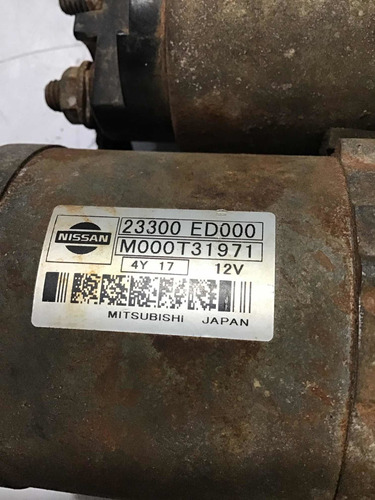 NISSAN
23300 ED000
M000T31971
4Y 17 12V
MITSUBISHI JAPAN